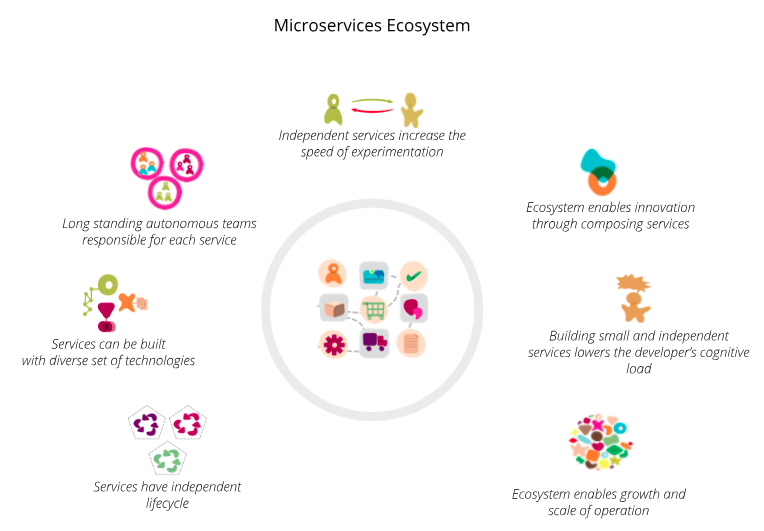 Microservices Ecosystem
Independent services increase the
speed of experimentation
Long standing autonomous teams
responsible for each service
Ecosystem enables innovation
through composing services
Services can be built
with diverse set of technologies
Building small and independent
services lowers the developer's cognitive
load
Services have independent
lifecycle
Ecosystem enables growth and
scale of operation